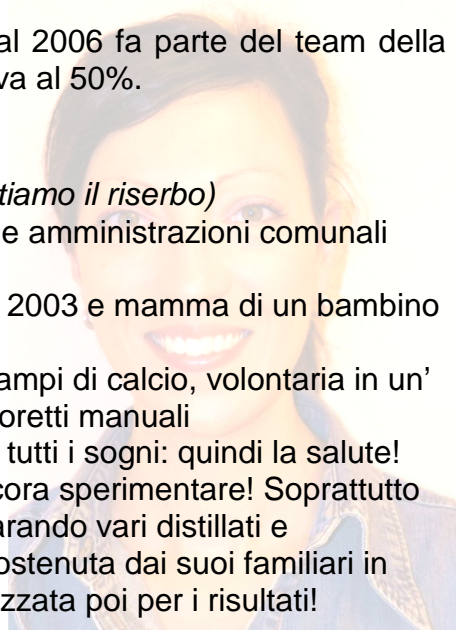 al 2006 fa parte del team della
va al 50%.
tiamo il riserbo)
e amministrazioni comunali
2003 e mamma di un bambino
ampi di calcio, volontaria in un'
oretti manuali
tutti i sogni: quindi la salute!
cora sperimentare! Soprattutto
arando vari distillati e
ostenuta dai suoi familiari in
zzata poi per i risultati!